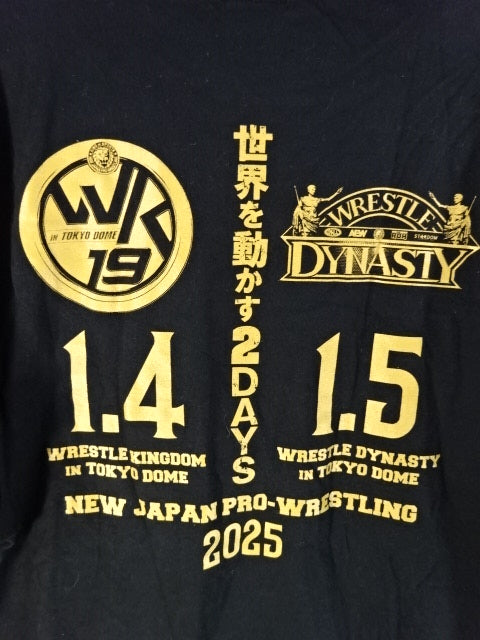 WK
IN TOKYO DOME
19
世界を動かす2DAYS
WRESTLE
AEW
STARDOM
DYNASTY
1.4
WRESTLE KINGDOM
IN TOKYO DOME
1.5
WRESTLE DYNASTY
IN TOKYO DOME
NEW JAPAN PRO-WRESTLING
2025